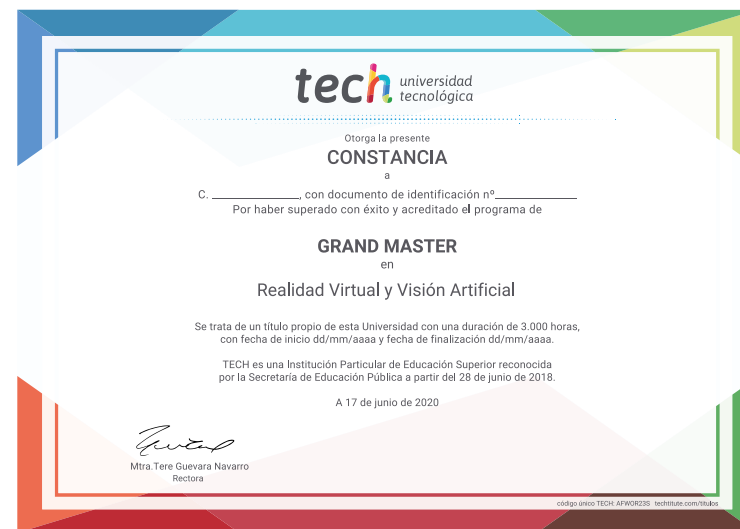 tech universidad
tecnológica
Otorga la presente
CONSTANCIA
a
C. ______________, con documento de identificación nº_____________
Por haber superado con éxito y acreditado el programa de
GRAND MASTER
en
Realidad Virtual y Visión Artificial
Se trata de un título propio de esta Universidad con una duración de 3.000 horas,
con fecha de inicio dd/mm/aaaa y fecha de finalización dd/mm/aaaa.
TECH es una Institución Particular de Educación Superior reconocida
por la Secretaría de Educación Pública a partir del 28 de junio de 2018.
A 17 de junio de 2020
Mtra.Tere Guevara Navarro
Rectora
código único TECH: AFWOR23S techtitute.com/titulos